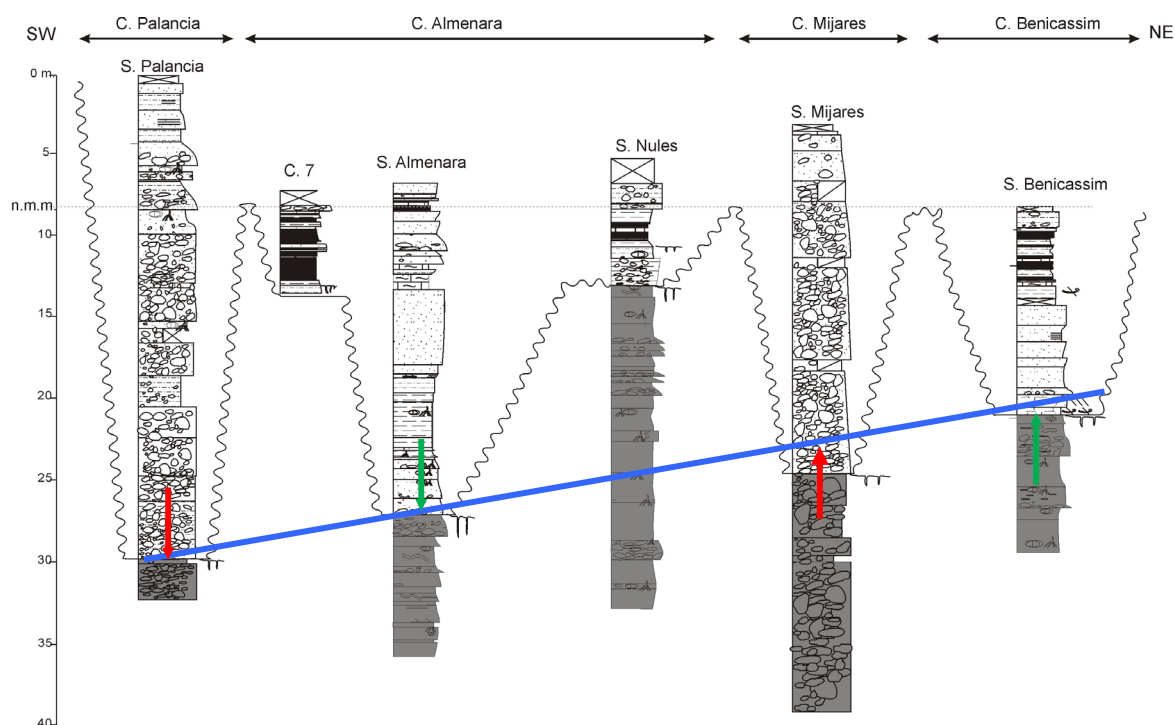 C. Palancia
C. Almenara
C. Mijares
C. Benicassim
SW
NE
S. Palancia
0 m.
S. Mijares
S. Nules
5
S. Almenara
C. 7
S. Benicassim
n.m.m.
10
15
20
25
30
35
40